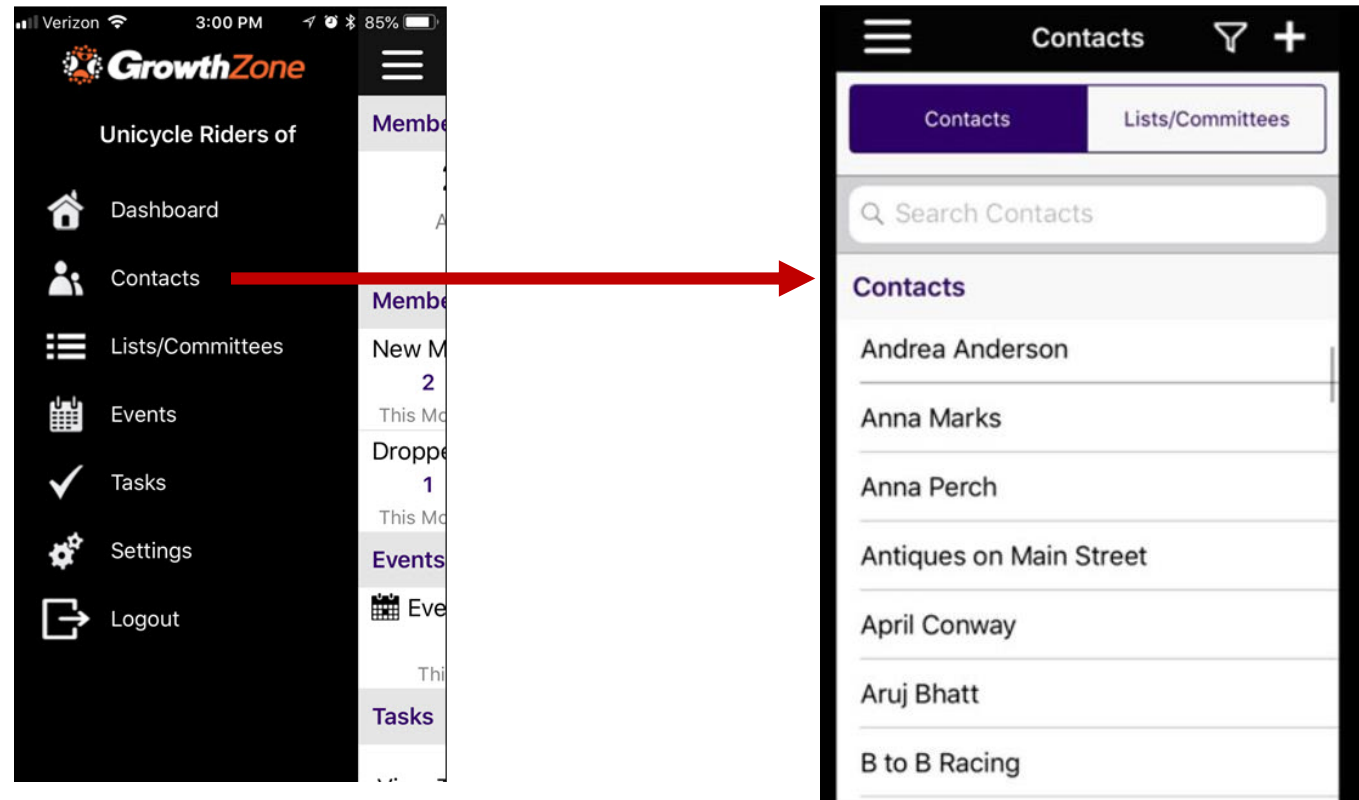 Verizon 3:00 PM 85%
GrowthZone
Unicycle Riders of
Dashboard
Contacts
Lists/Committees
Events
Tasks
Settings
Logout
Membe
A
Membe
New M
2
This Mo
Droppe
1
This Mo
Events
Eve
Thi
Tasks
Contacts
Contacts Lists/Committees
Search Contacts
Contacts
Andrea Anderson
Anna Marks
Anna Perch
Antiques on Main Street
April Conway
Aruj Bhatt
B to B Racing